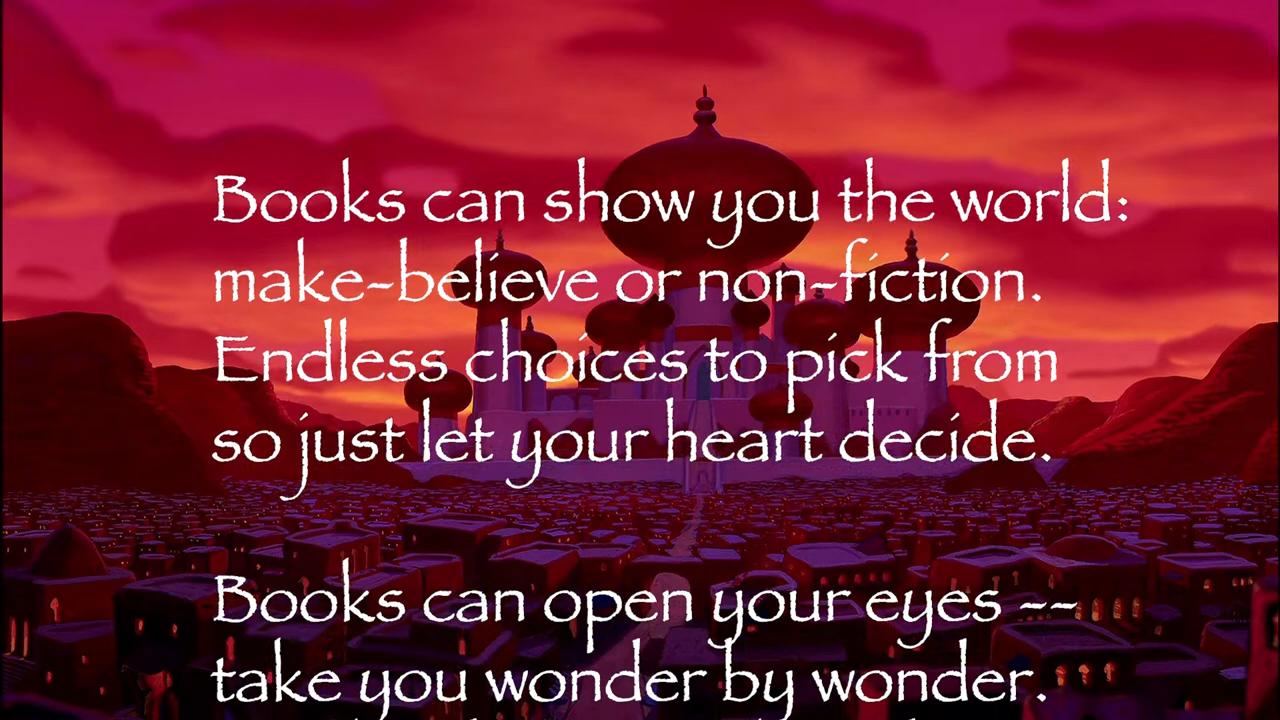 Books can show you the world:
make-believe or non-fiction.
Endless choices to pick from
so just let your heart decide.
Books can open your eyes --
take you wonder by wonder.